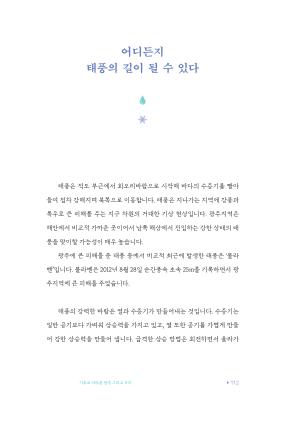 어디든지
태풍의 길이 될 수 있다
태풍은 적도 부근에서 회오리바람으로 시작해 바다의 수증기를 빨아
들여 점차 강해지며 북쪽으로 이동합니다. 태풍은 지나가는 지역에 강풍과
폭우로 큰 피해를 주는 지구 차원의 거대한 기상 현상입니다. 광주지역은
해안에서 비교적 가까운 곳이어서 남쪽 해상에서 진입하는 강한 상태의 태
풍을 맞이할 가능성이 매우 높습니다.
광주에 큰 피해를 준 태풍 중에서 비교적 최근에 발생한 태풍은 '볼라
벤'입니다. 볼라벤은 2012년 8월 28일 순간풍속 초속 25m를 기록하면서 광
주지역에 큰 피해를 주었습니다.
태풍의 강력한 바람은 열과 수증기가 만들어내는 것입니다. 수증기는
일반 공기보다 가벼워 상승력을 가지고 있고, 열 또한 공기를 가볍게 만들
어 강한 상승력을 만들어 냅니다. 급격한 상승 탓에은 회전하면서 올라가